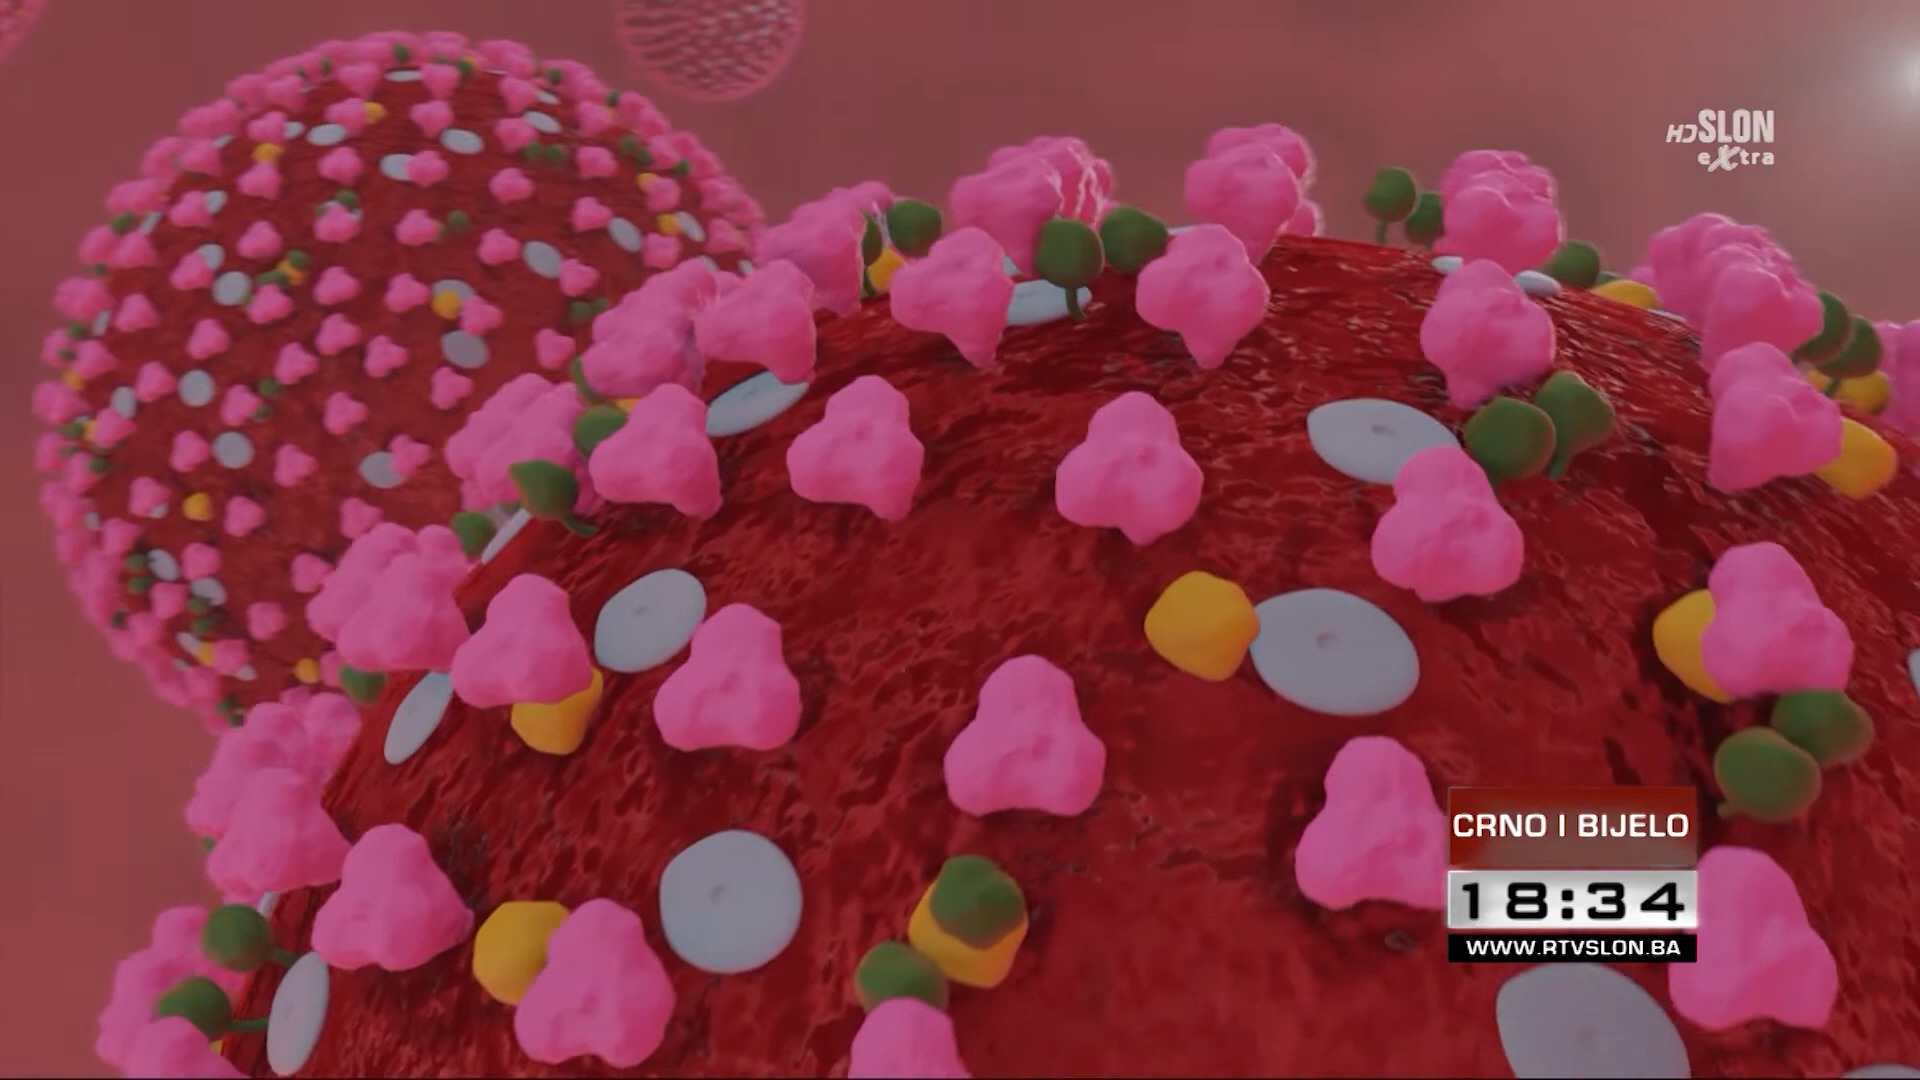 HD SLON
eXtra
CRNO I BIJELO
18:34
WWW.RTVSLON.BA